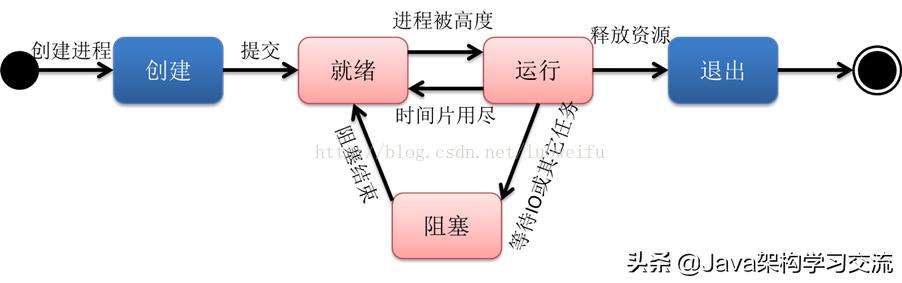 进程被高度
创建进程
提交
释放资源
创建
就绪
运行
退出
时间片用尽
阻塞结束
等待IO或其它任务
http://blog.csdn.net/luoweifu
阻塞
头条 @Java架构学习交流